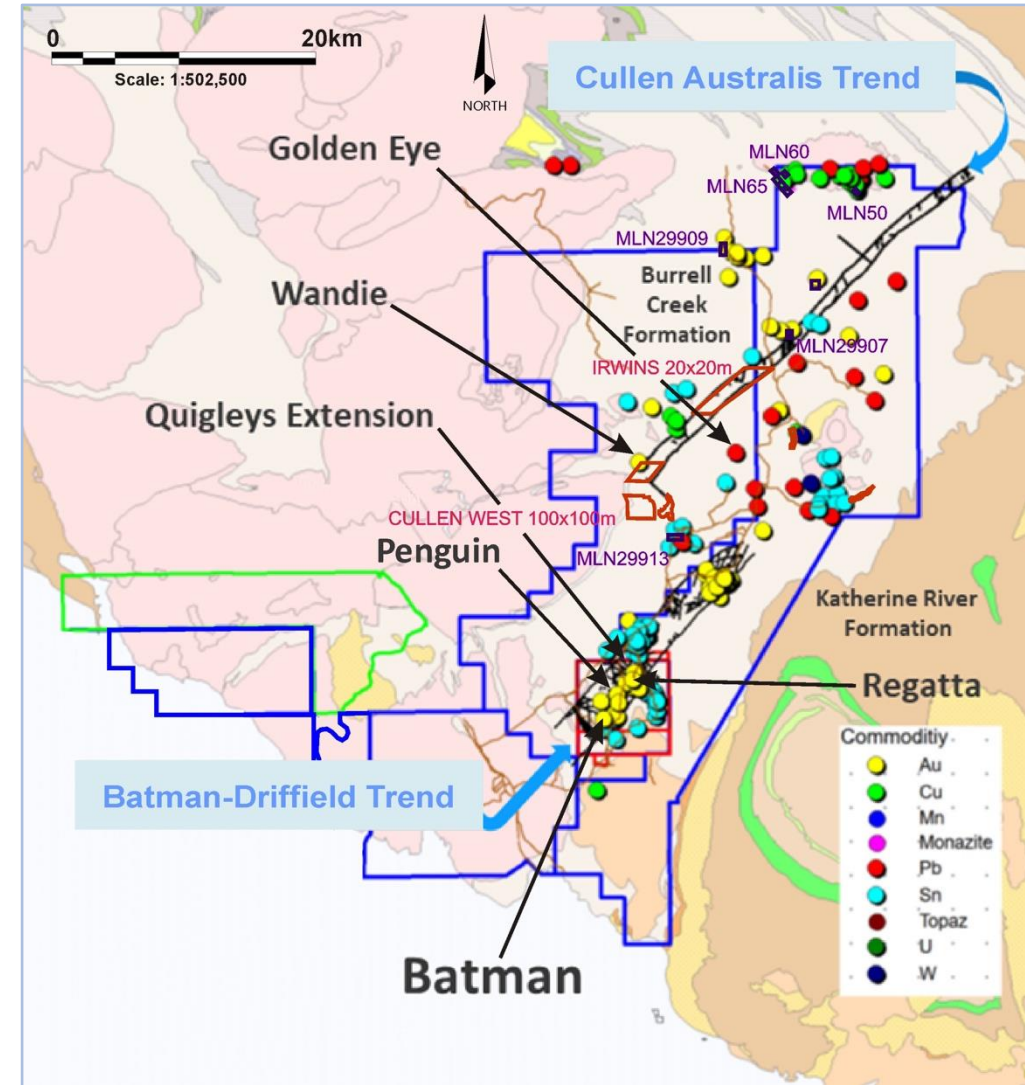 0
20km
Scale: 1:502,500
NORTH
Cullen Australis Trend
Golden Eye
MLN60
MLN65
MLN50
MLN29909
Wandie
Burrell
Creek
Formation
MLN29907
IRWINS 20x20m
Quigleys Extension
CULLEN WEST 100x100m
Penguin
MLN29913
Katherine River
Formation
Regatta
Batman-Driffield Trend
Batman
Commoditiy
Au
Cu
Mn
Monazite
Pb
Sn
Topaz
U
W